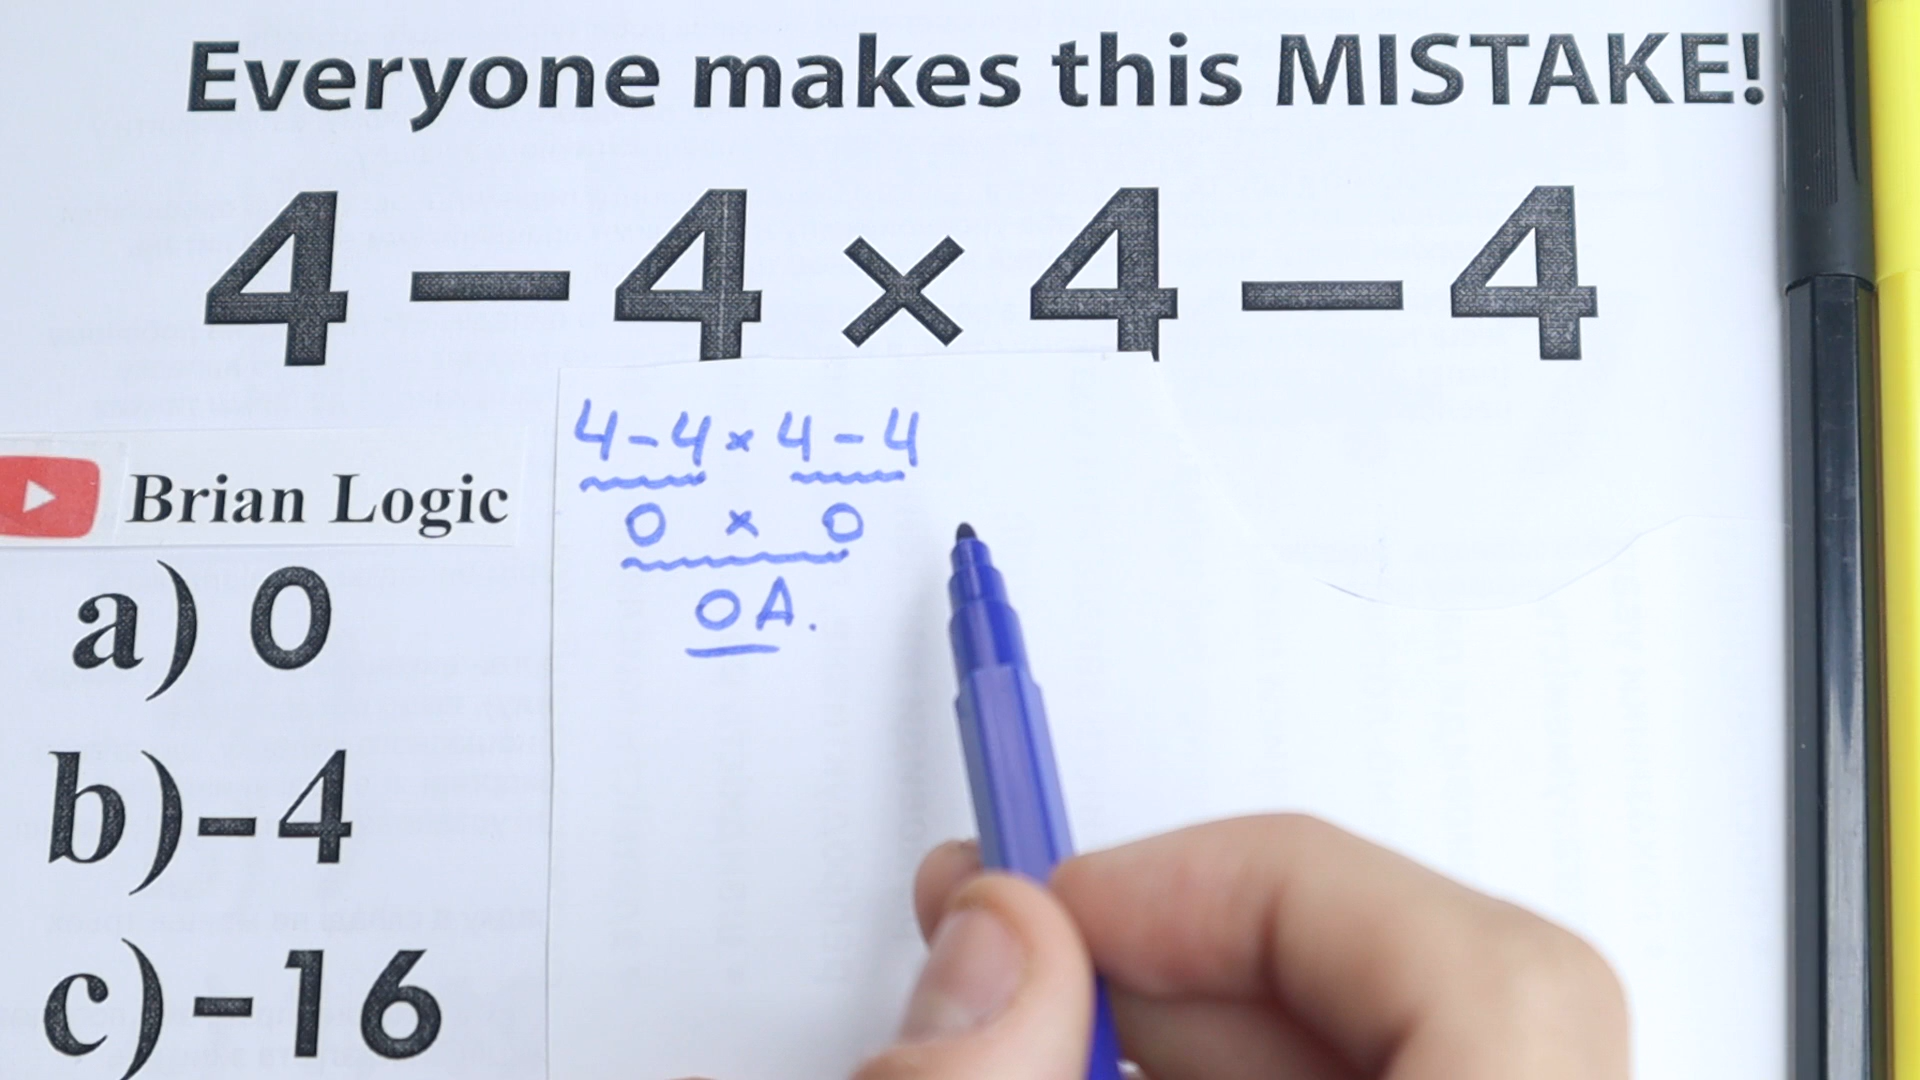 Everyone makes this MISTAKE!
4 – 4 × 4 – 4
4 - 4 × 4 - 4
0 × 0
0 A.
Brian Logic
a) 0
b) -4
c) -16